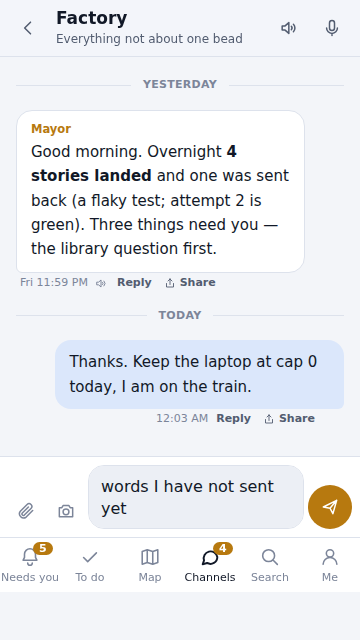 Factory
Everything not about one bead
YESTERDAY
Mayor
Good morning. Overnight 4
stories landed and one was sent
back (a flaky test; attempt 2 is
green). Three things need you —
the library question first.
Fri 11:59 PM Reply Share
TODAY
Thanks. Keep the laptop at cap 0
today, I am on the train.
12:03 AM Reply Share
words I have not sent
yet
5 4
Needs you To do Map Channels Search Me